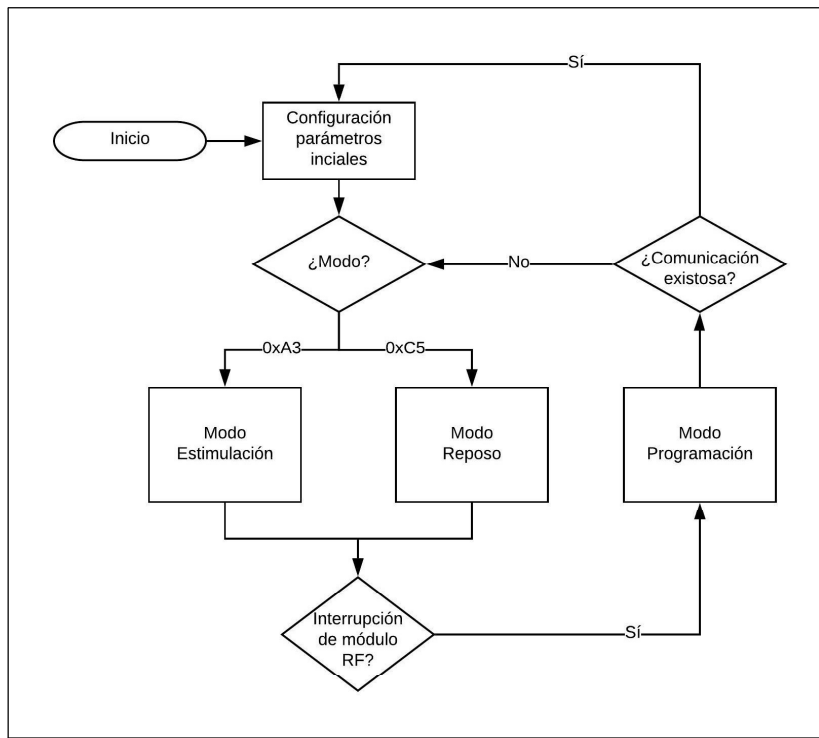 Sí
Inicio
Configuración
parámetros
inciales
¿Modo?
No
¿Comunicación
existosa?
0xA3
0xC5
Modo
Estimulación
Modo
Reposo
Modo
Programación
Interrupción
de módulo
RF?
Sí